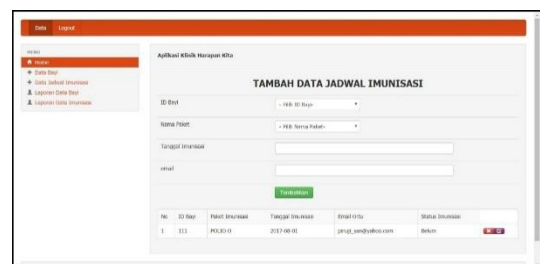 Data Logout
MENU
Home
Data Bayi
Data Jadwal Imunisasi
Laporan Data Bayi
Laporan Data Imunisasi
Aplikasi Klinik Harapan Kita
TAMBAH DATA JADWAL IMUNISASI
ID Bayi
- Pilih ID Bayi-
Nama Paket
- Pilih Nama Paket-
Tanggal Imunisasi
email
Tambahkan
No ID Bayi Paket Imunisasi Tanggal Imunisasi Email Ortu Status Imunisasi
1 111 POLIO 0 2017-08-01 Belum